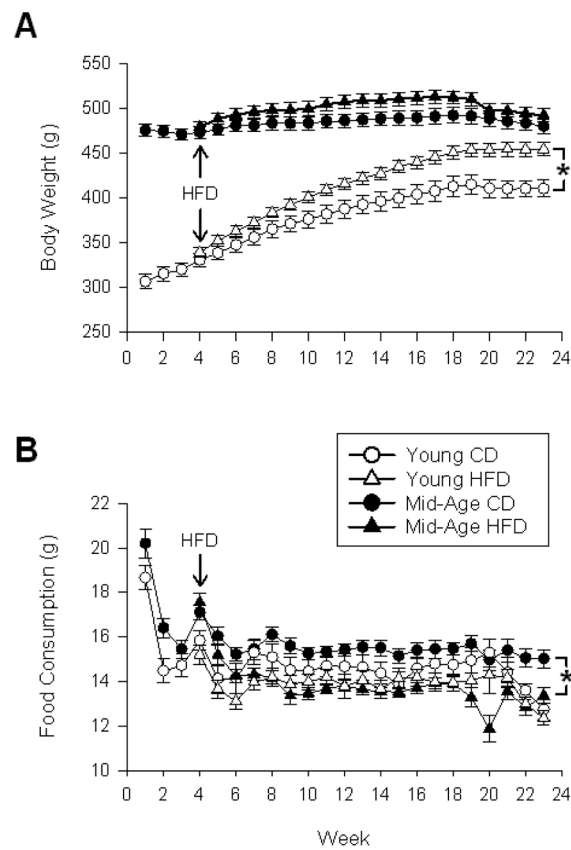 A
550
500
450
400
350
300
250
Body Weight (g)
HFD
*
0 2 4 6 8 10 12 14 16 18 20 22 24
B
Young CD
Young HFD
Mid-Age CD
Mid-Age HFD
22
20
18
16
14
12
10
Food Consumption (g)
HFD
*
0 2 4 6 8 10 12 14 16 18 20 22 24
Week